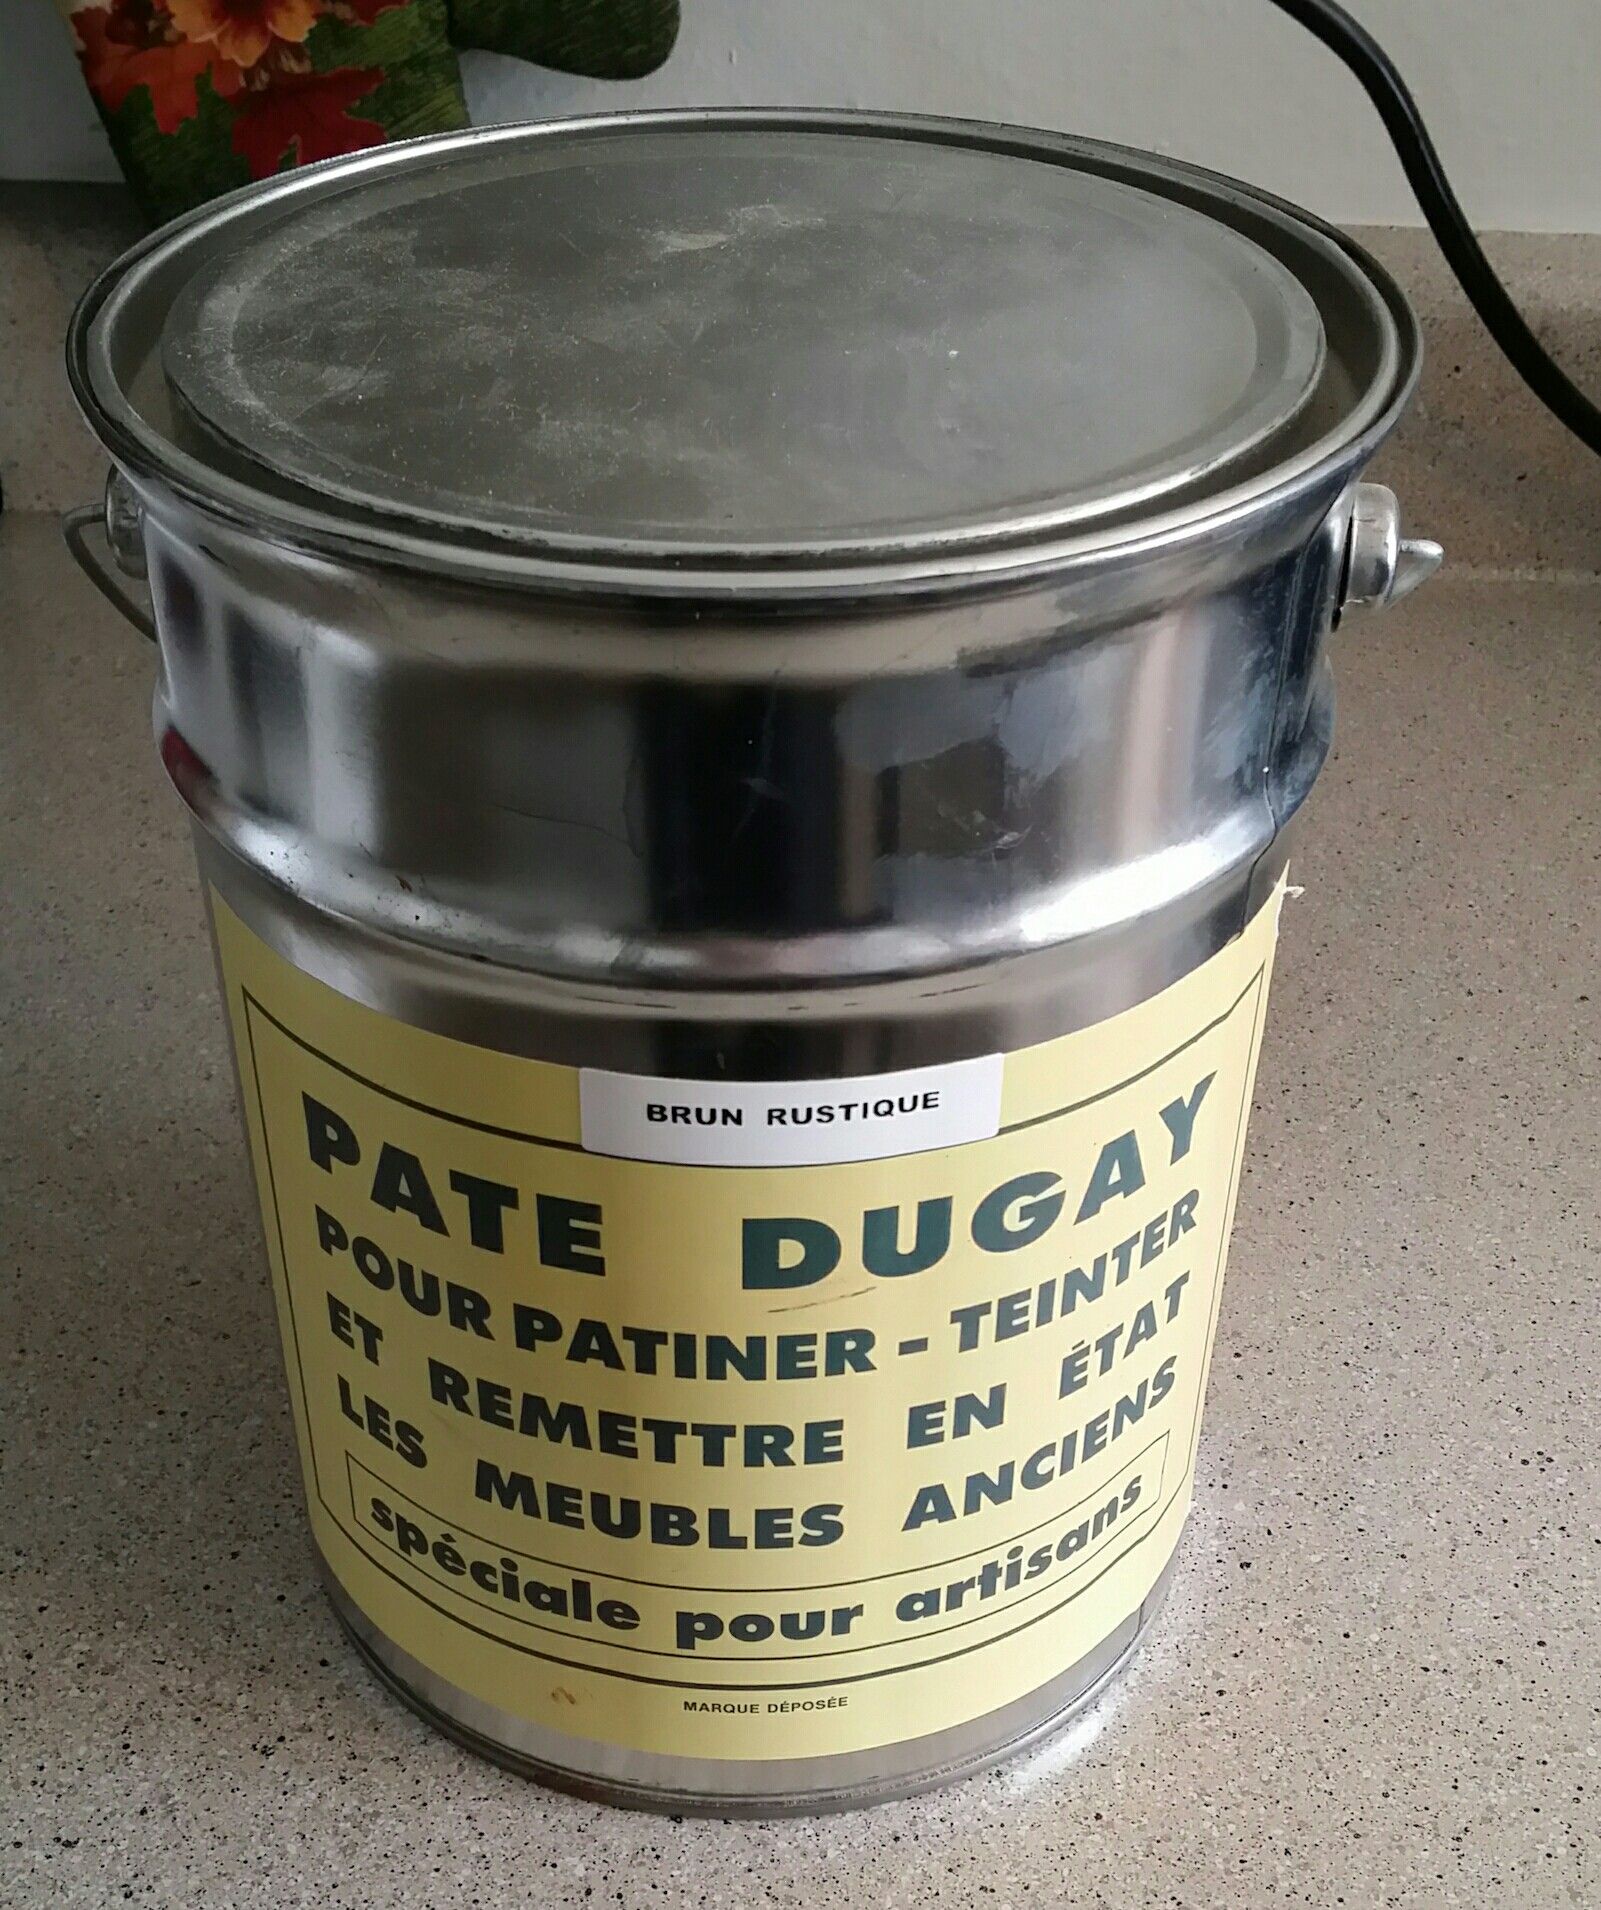 BRUN RUSTIQUE
PATE DUGAY
POUR PATINER - TEINTER
ET REMETTRE EN ÉTAT
LES MEUBLES ANCIENS
spéciale pour artisans
MARQUE DÉPOSÉE